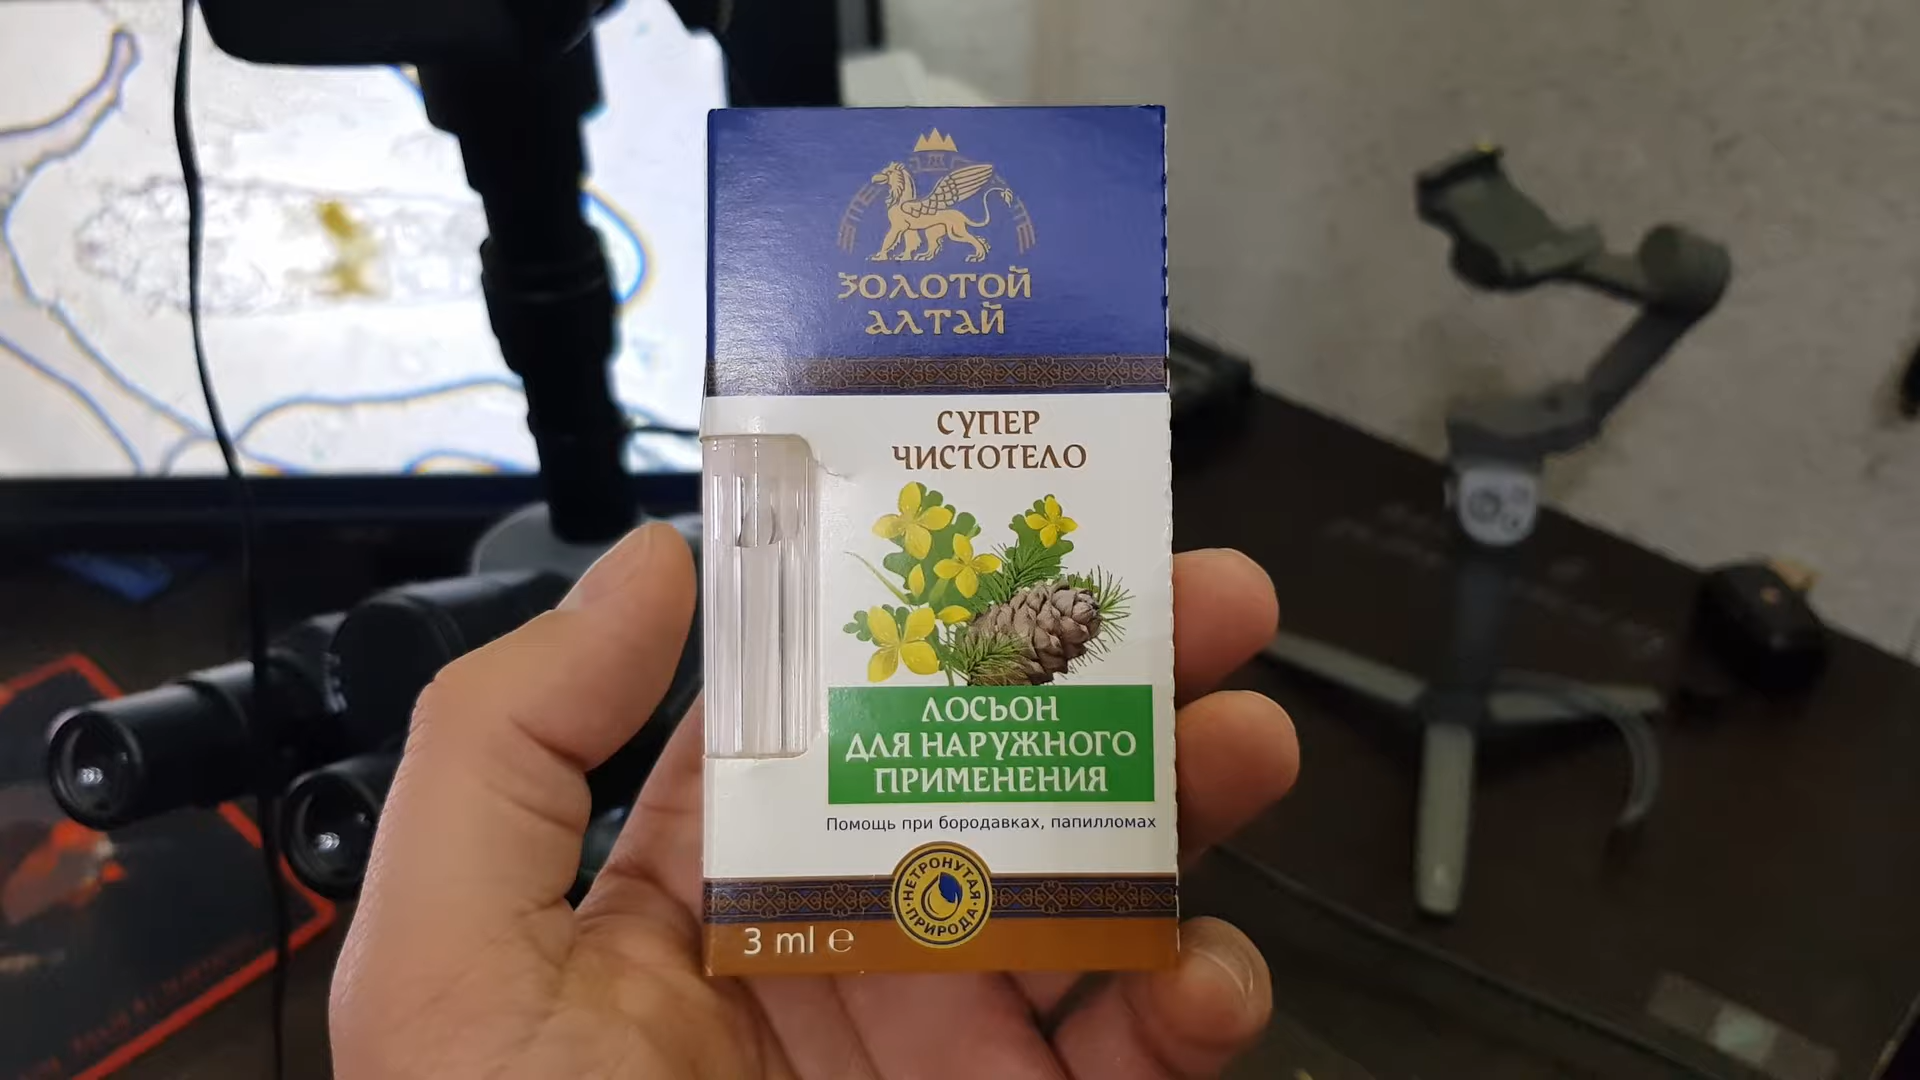 ЗОЛОТОЙ
АЛТАЙ
СУПЕР
ЧИСТОТЕЛО
ЛОСЬОН
ДЛЯ НАРУЖНОГО
ПРИМЕНЕНИЯ
Помощь при бородавках, папилломах
НЕТРОНУТАЯ
ПРИРОДА
3 ml ℮